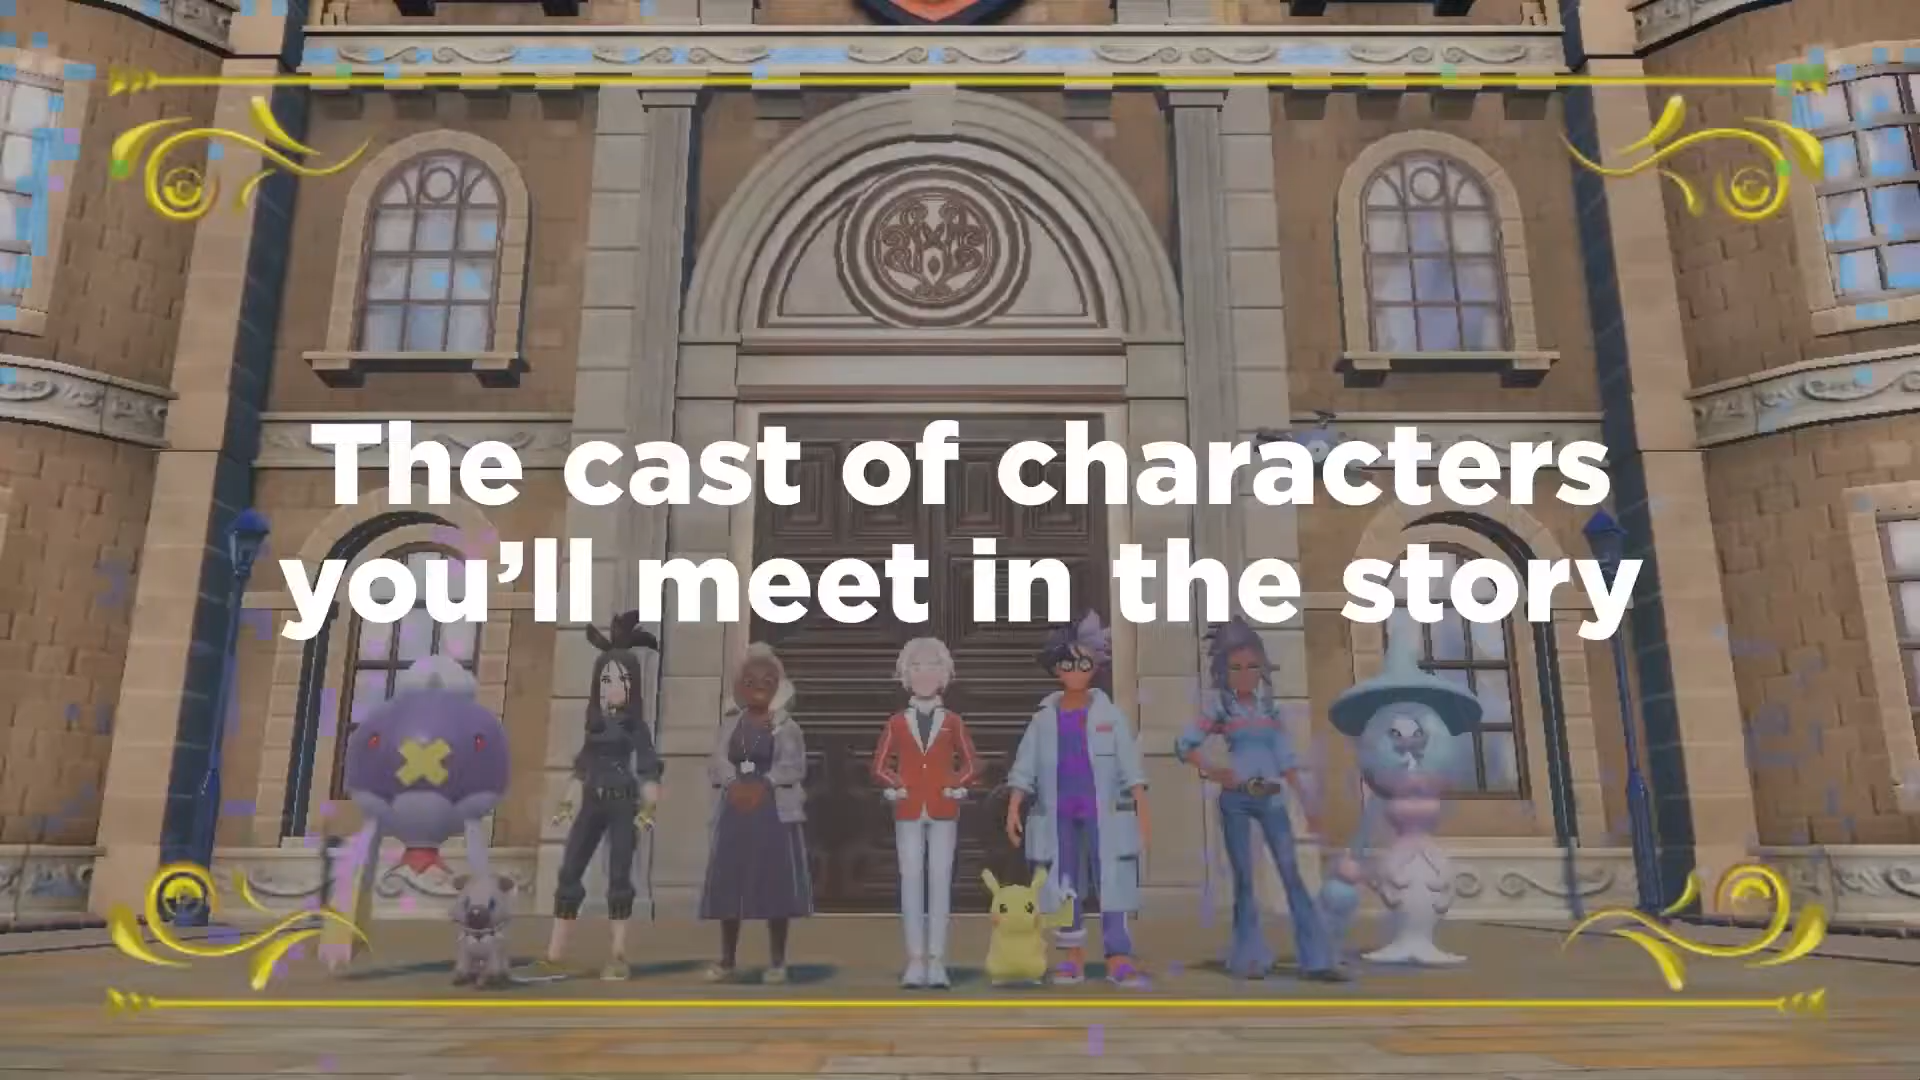 The cast of characters
you’ll meet in the story